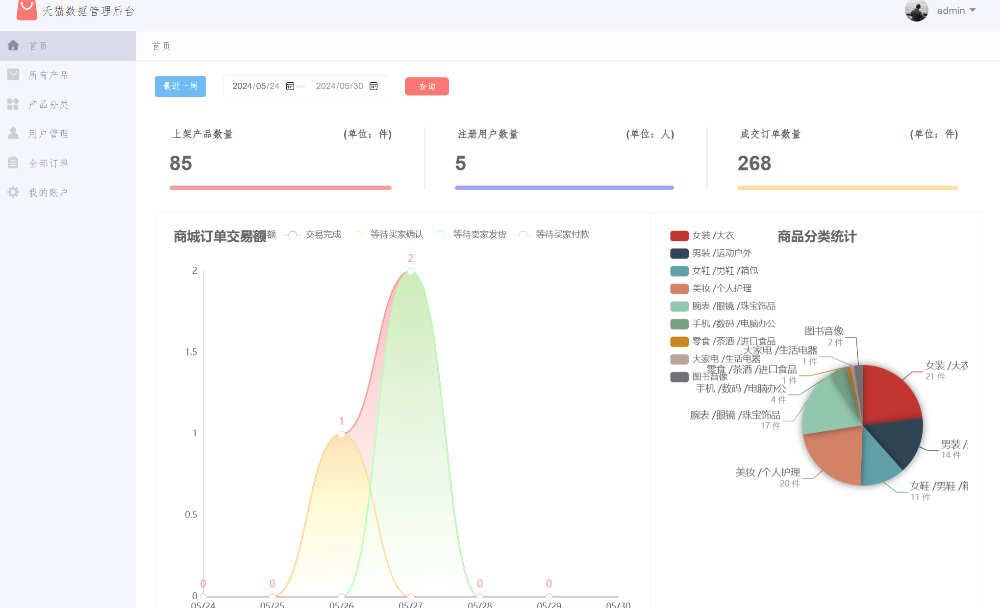 天猫数据管理后台
admin
首页
所有产品
产品分类
用户管理
全部订单
我的账户
首页
最近一周
2024/05/24 — 2024/05/30
查询
上架产品数量 (单位：件)
85
注册用户数量 (单位：人)
5
成交订单数量 (单位：件)
268
商城订单交易额
额 交易完成 等待买家确认 等待卖家发货 等待买家付款
2
1.5
1
0.5
0
2
1
0 0 0 0
05/24 05/25 05/26 05/27 05/28 05/29 05/30
商品分类统计
女装 /大衣
男装 /运动户外
女鞋 /男鞋 /箱包
美妆 /个人护理
腕表 /眼镜 /珠宝饰品
手机 /数码 /电脑办公
零食 /茶酒 /进口食品
大家电 /生活电器
图书音像
图书音像
2 件
大家电 /生活电器
1 件
零食 /茶酒 /进口食品
1 件
手机 /数码 /电脑办公
4 件
腕表 /眼镜 /珠宝饰品
17 件
美妆 /个人护理
20 件
女装 /大衣
21 件
男装 /
14 件
女鞋 /男鞋 /箱
11 件